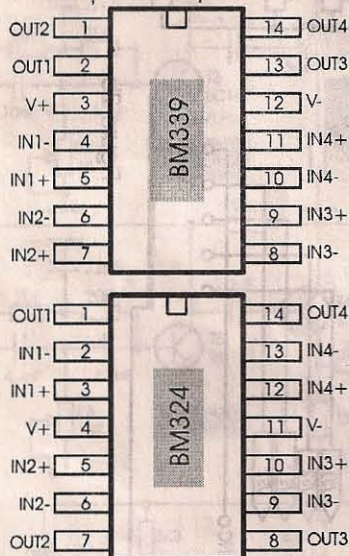 OUT2 1 14 OUT4
OUT1 2 13 OUT3
V+ 3 12 V-
IN1- 4 11 IN4+
IN1+ 5 10 IN4-
IN2- 6 9 IN3+
IN2+ 7 8 IN3-
BM339
OUT1 1 14 OUT4
IN1- 2 13 IN4-
IN1+ 3 12 IN4+
V+ 4 11 V-
IN2+ 5 10 IN3+
IN2- 6 9 IN3-
OUT2 7 8 OUT3
BM324